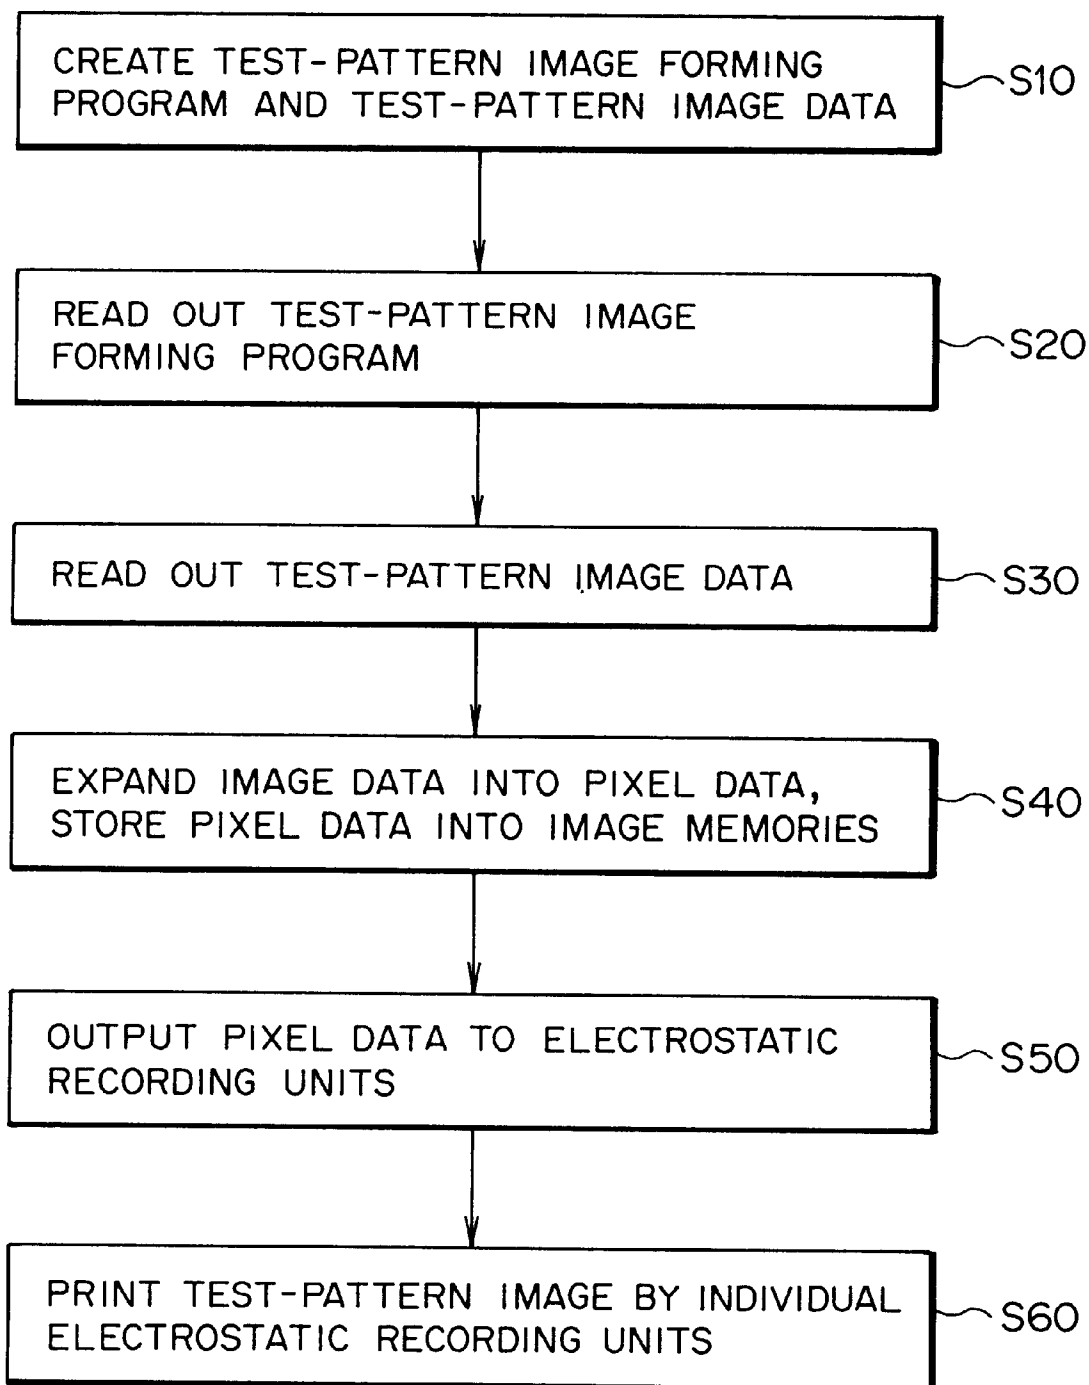 CREATE TEST-PATTERN IMAGE FORMING
PROGRAM AND TEST-PATTERN IMAGE DATA
S10
READ OUT TEST-PATTERN IMAGE
FORMING PROGRAM
S20
READ OUT TEST-PATTERN IMAGE DATA
S30
EXPAND IMAGE DATA INTO PIXEL DATA,
STORE PIXEL DATA INTO IMAGE MEMORIES
S40
OUTPUT PIXEL DATA TO ELECTROSTATIC
RECORDING UNITS
S50
PRINT TEST-PATTERN IMAGE BY INDIVIDUAL
ELECTROSTATIC RECORDING UNITS
S60